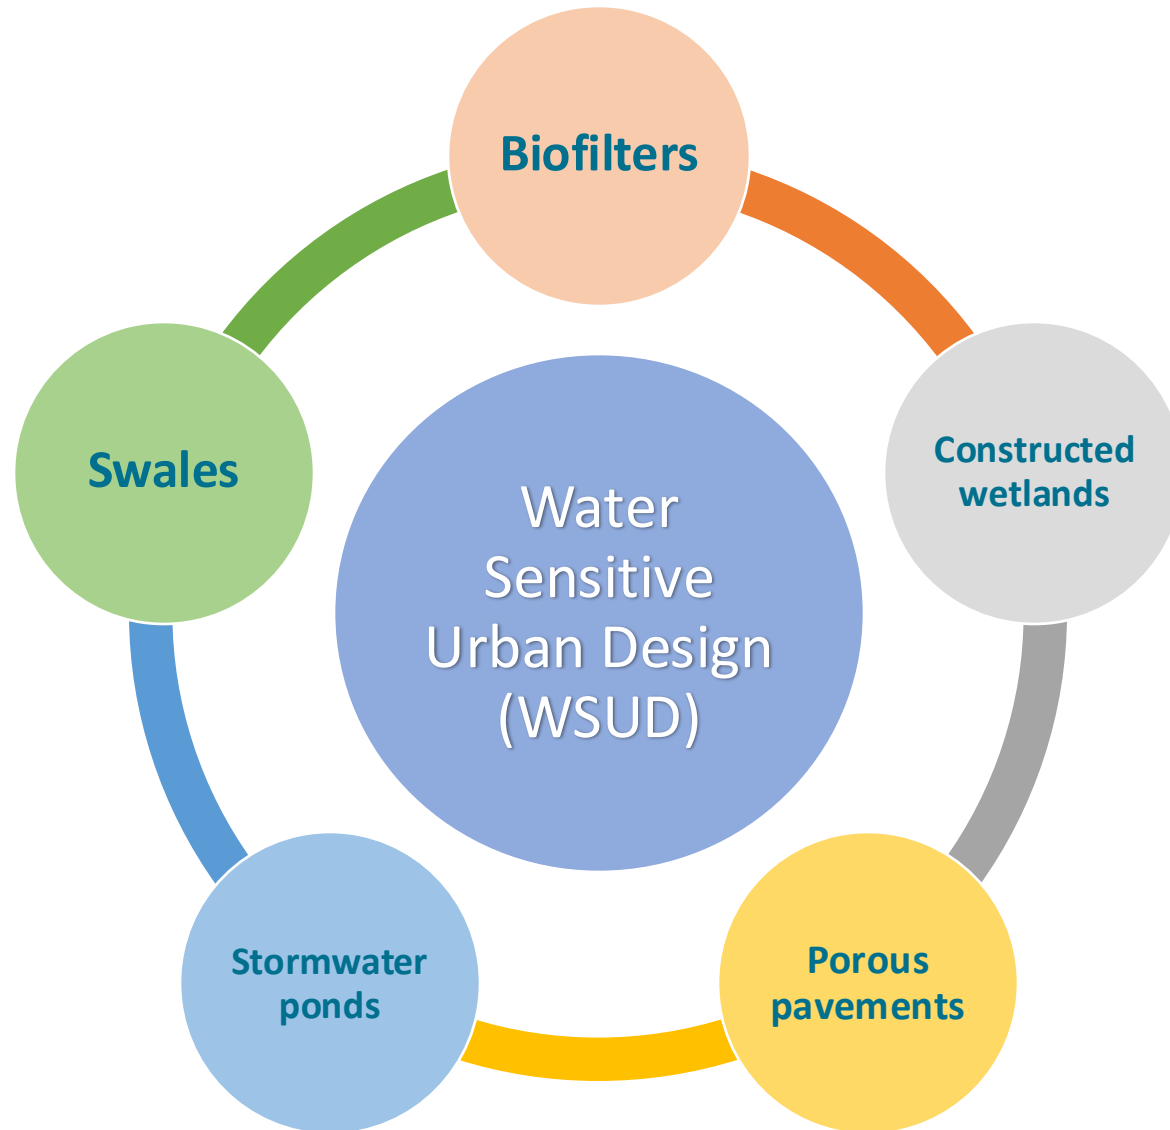 Biofilters
Swales
Constructed
wetlands
Water
Sensitive
Urban Design
(WSUD)
Stormwater
ponds
Porous
pavements